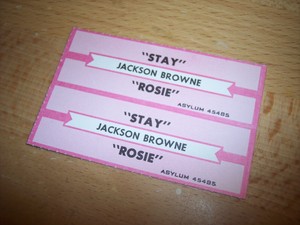 "STAY"
JACKSON BROWNE
"ROSIE"
ASYLUM 45485
"STAY"
JACKSON BROWNE
"ROSIE"
ASYLUM 45485